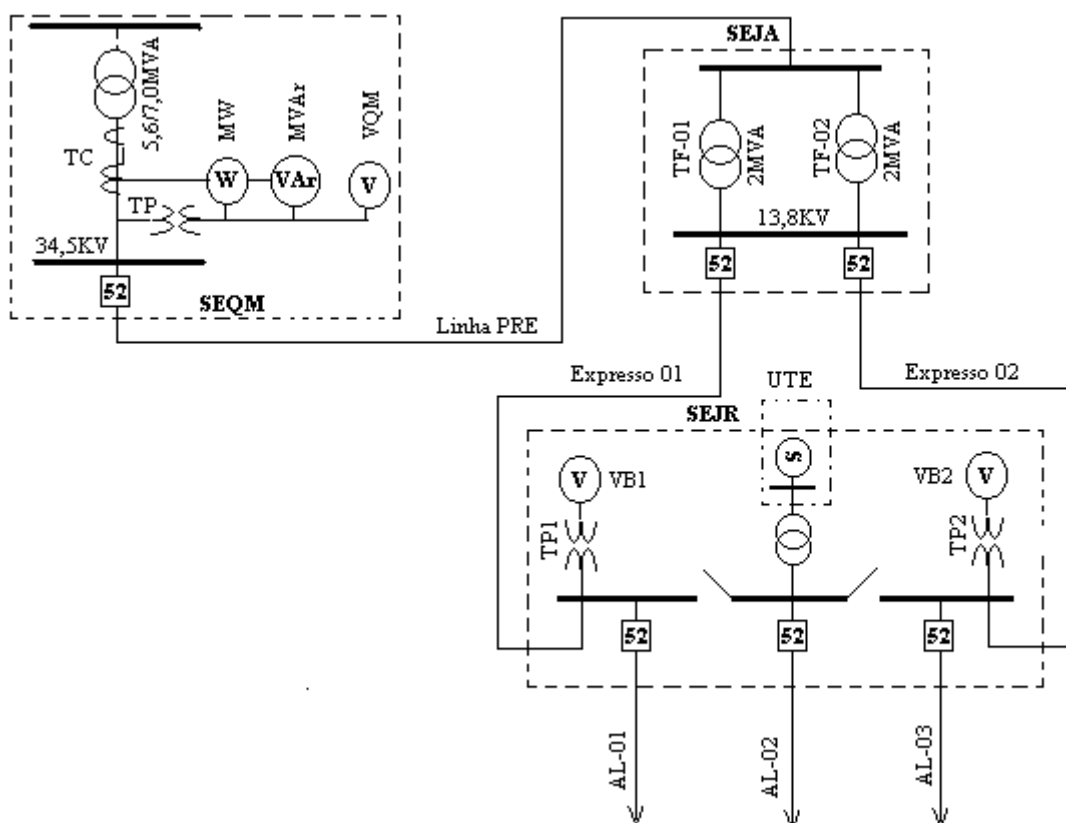 5,6/7,0MVA
TC
MW
MVAr
VQM
W
VAr
V
TP
34,5KV
52
SEQM
Linha PRE
SEJA
TF-01
2MVA
TF-02
2MVA
13,8KV
52
52
Expresso 01
UTE
Expresso 02
SEJR
S
V
VB1
TP1
VB2
V
TP2
52
52
52
AL-01
AL-02
AL-03